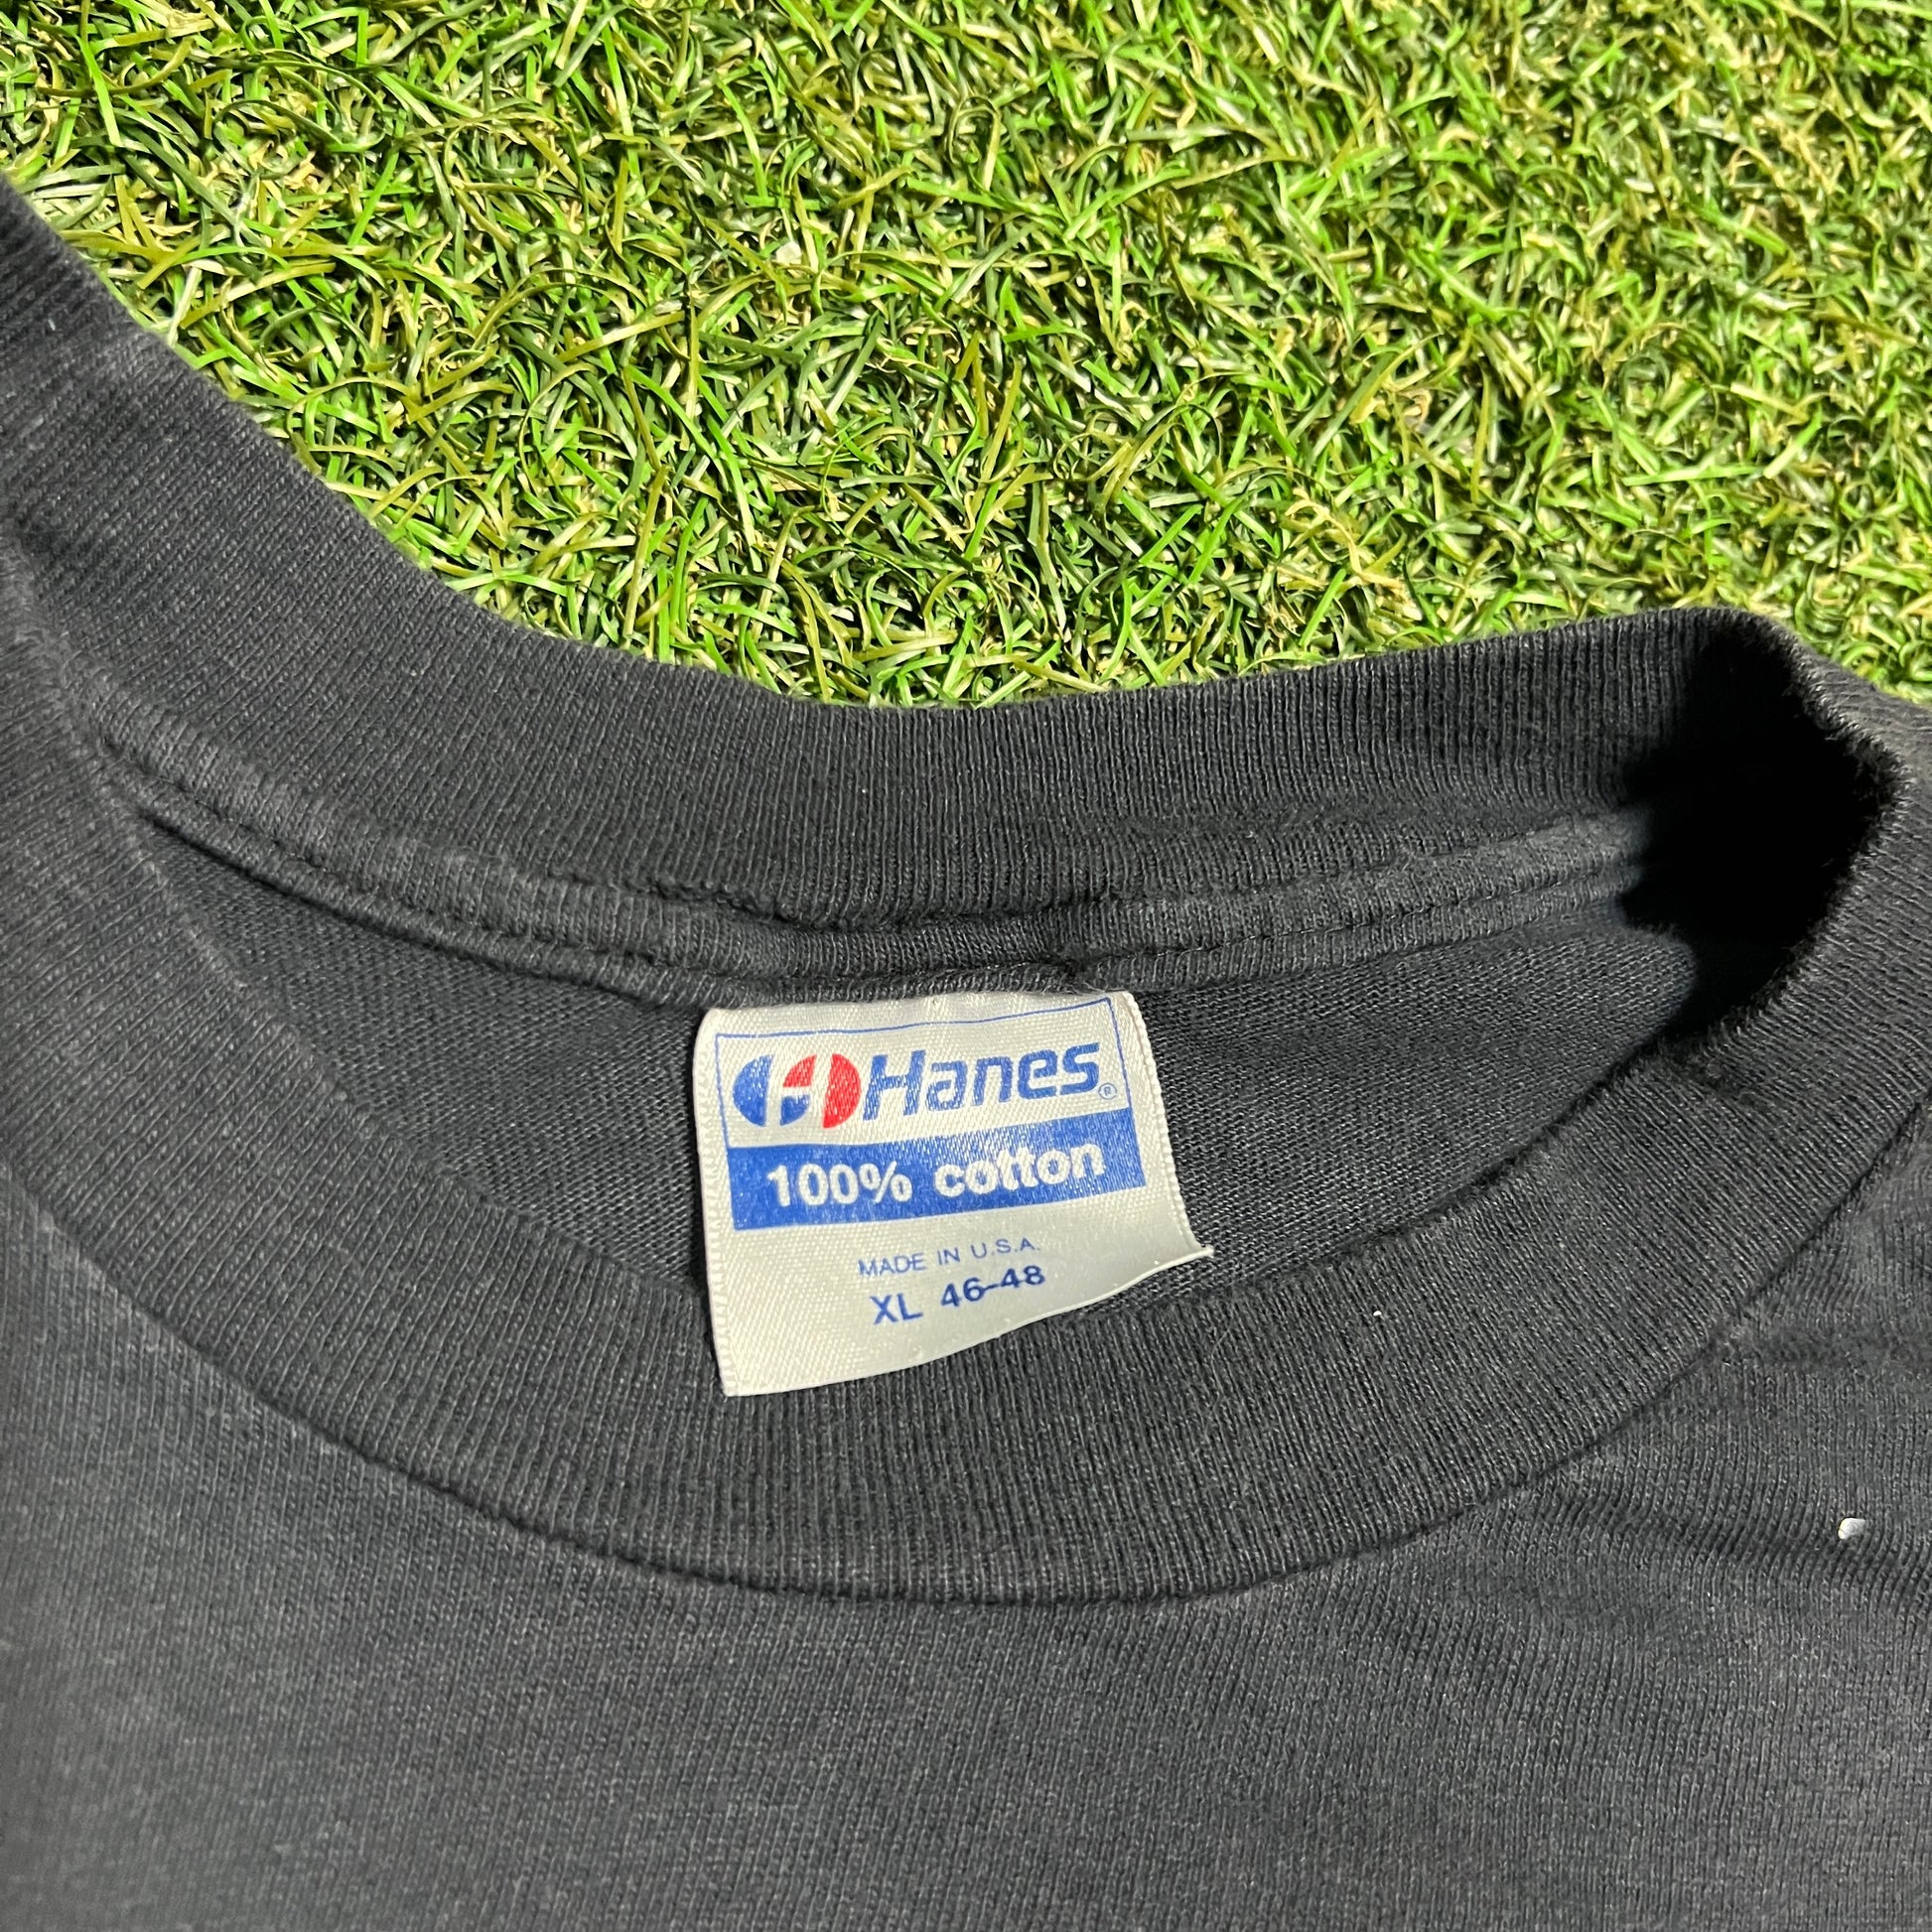 Hanes®
100% cotton
MADE IN U.S.A.
XL 46-48